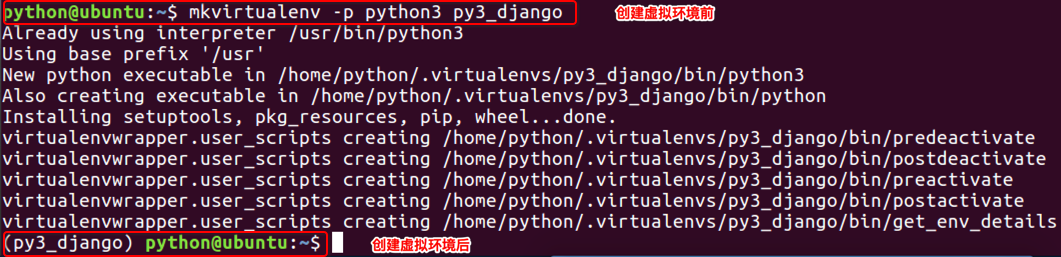 python@ubuntu:~$ mkvirtualenv -p python3 py3_django 创建虚拟环境前
Already using interpreter /usr/bin/python3
Using base prefix '/usr'
New python executable in /home/python/.virtualenvs/py3_django/bin/python3
Also creating executable in /home/python/.virtualenvs/py3_django/bin/python
Installing setuptools, pkg_resources, pip, wheel...done.
virtualenvwrapper.user_scripts creating /home/python/.virtualenvs/py3_django/bin/predeactivate
virtualenvwrapper.user_scripts creating /home/python/.virtualenvs/py3_django/bin/postdeactivate
virtualenvwrapper.user_scripts creating /home/python/.virtualenvs/py3_django/bin/preactivate
virtualenvwrapper.user_scripts creating /home/python/.virtualenvs/py3_django/bin/postactivate
virtualenvwrapper.user_scripts creating /home/python/.virtualenvs/py3_django/bin/get_env_details
(py3_django) python@ubuntu:~$ 创建虚拟环境后